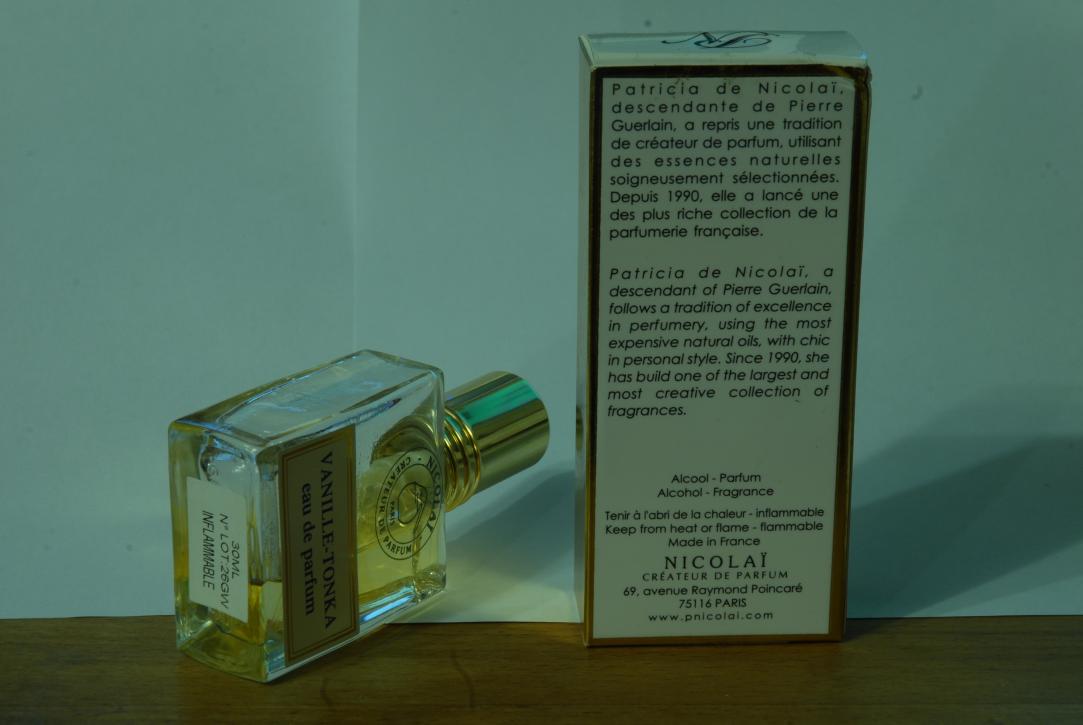 VANILLE-TONKA
eau de parfum
30ML
N° LOT:26GW
INFLAMMABLE
NICOLAÏ
CRÉATEUR DE PARFUM
PARIS
Patricia de Nicolaï,
descendante de Pierre
Guerlain, a repris une tradition
de créateur de parfum, utilisant
des essences naturelles
soigneusement sélectionnées.
Depuis 1990, elle a lancé une
des plus riche collection de la
parfumerie française.
Patricia de Nicolaï, a
descendant of Pierre Guerlain,
follows a tradition of excellence
in perfumery, using the most
expensive natural oils, with chic
in personal style. Since 1990, she
has build one of the largest and
most creative collection of
fragrances.
Alcool - Parfum
Alcohol - Fragrance
Tenir à l'abri de la chaleur - inflammable
Keep from heat or flame - flammable
Made in France
NICOLAÏ
CRÉATEUR DE PARFUM
69, avenue Raymond Poincaré
75116 PARIS
www.pnicolai.com